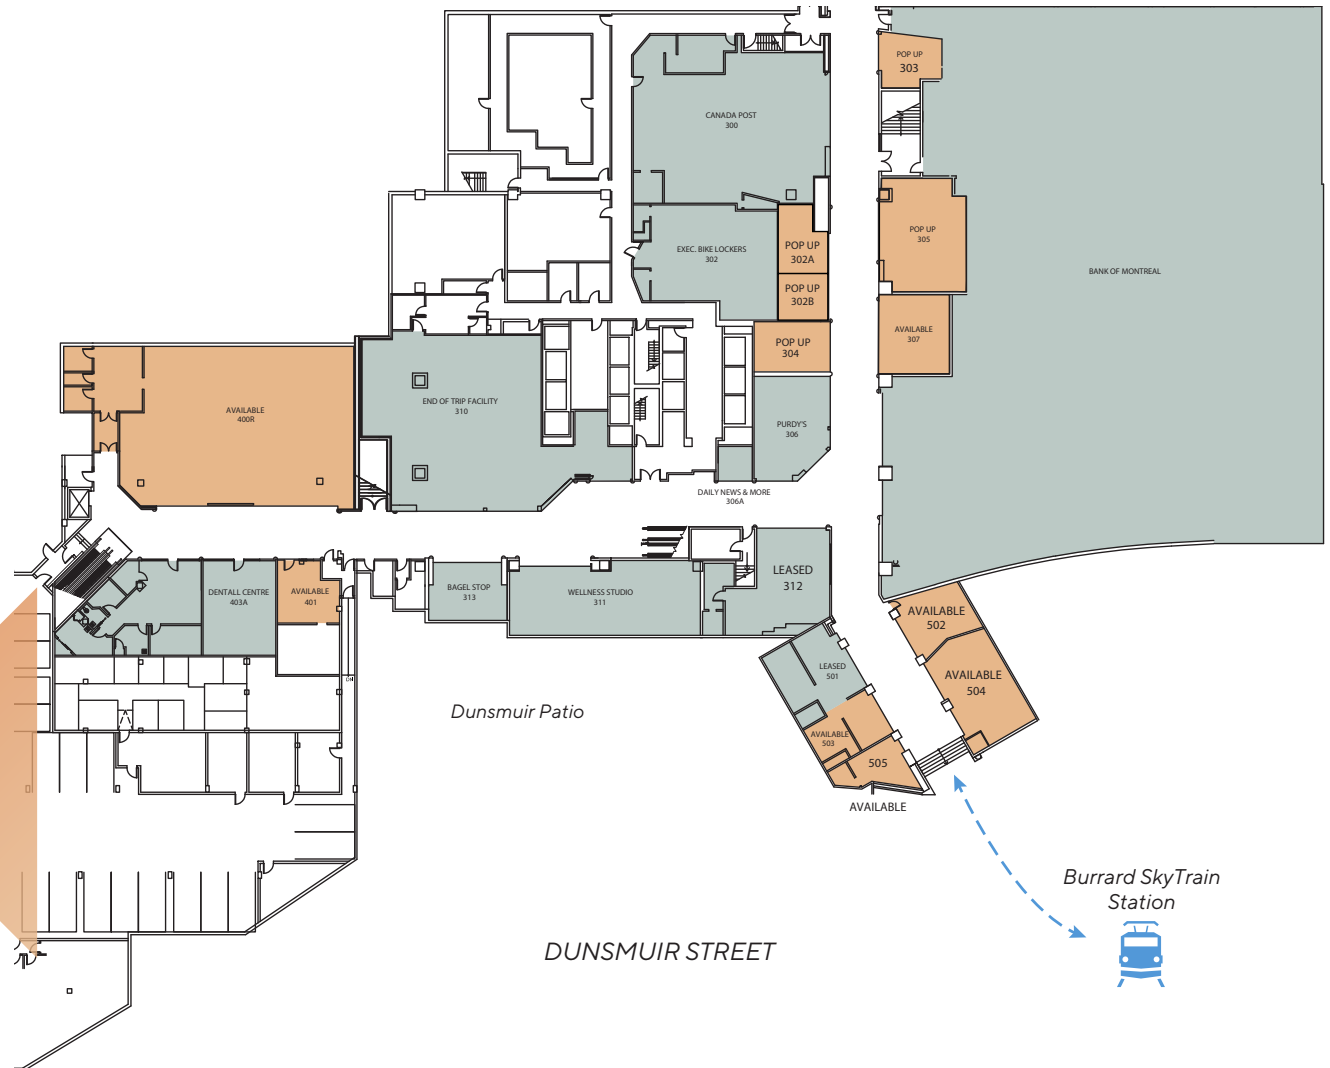 POP UP
303
CANADA POST
300
POP UP
305
EXEC. BIKE LOCKERS
302
POP UP
302A
POP UP
302B
BANK OF MONTREAL
POP UP
304
AVAILABLE
307
AVAILABLE
400R
END OF TRIP FACILITY
310
PURDY'S
306
DAILY NEWS & MORE
306A
DENTALL CENTRE
403A
AVAILABLE
401
BAGEL STOP
313
WELLNESS STUDIO
311
LEASED
312
AVAILABLE
502
LEASED
501
AVAILABLE
504
Dunsmuir Patio
AVAILABLE
503
505
AVAILABLE
Burrard SkyTrain
Station
DUNSMUIR STREET